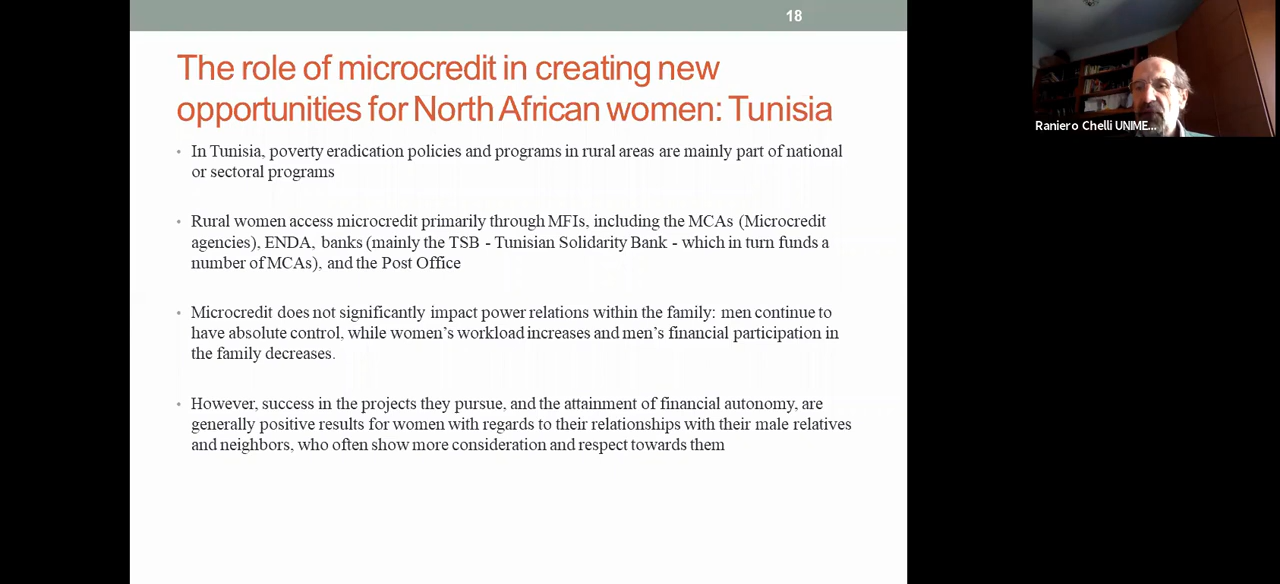 18
The role of microcredit in creating new
opportunities for North African women: Tunisia
• In Tunisia, poverty eradication policies and programs in rural areas are mainly part of national
or sectoral programs
• Rural women access microcredit primarily through MFIs, including the MCAs (Microcredit
agencies), ENDA, banks (mainly the TSB - Tunisian Solidarity Bank - which in turn funds a
number of MCAs), and the Post Office
• Microcredit does not significantly impact power relations within the family: men continue to
have absolute control, while women's workload increases and men's financial participation in
the family decreases.
• However, success in the projects they pursue, and the attainment of financial autonomy, are
generally positive results for women with regards to their relationships with their male relatives
and neighbors, who often show more consideration and respect towards them
Raniero Chelli UNIME...